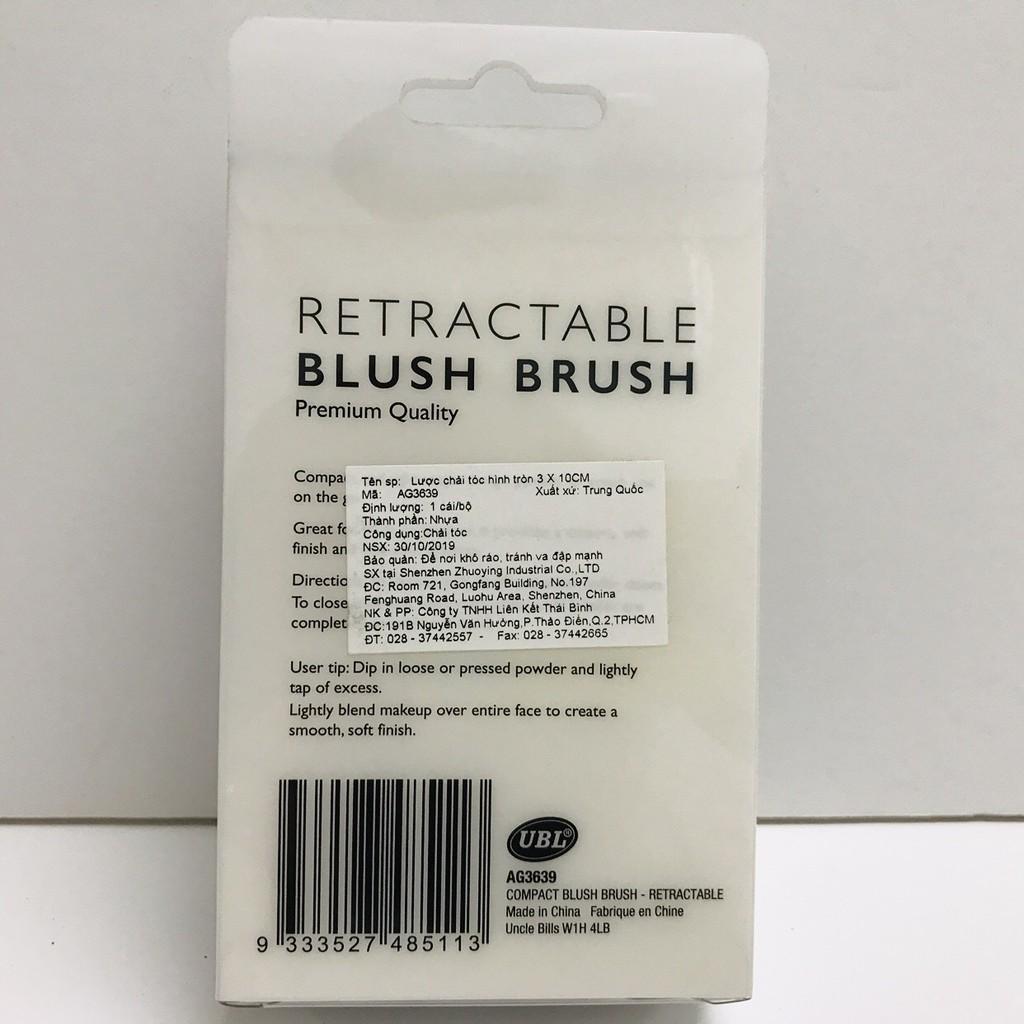 RETRACTABLE
BLUSH BRUSH
Premium Quality
Tên sp: Lược chải tóc hình tròn 3 X 10CM
Mã: AG3639 Xuất xứ: Trung Quốc
Định lượng: 1 cái/bộ
Thành phần: Nhựa
Công dụng:Chải tóc
NSX: 30/10/2019
Bảo quản: Để nơi khô ráo, tránh va đập mạnh
SX tại Shenzhen Zhuoying Industrial Co.,LTD
ĐC: Room 721, Gongfang Building, No.197
Fenghuang Road, Luohu Area, Shenzhen, China
NK & PP: Công ty TNHH Liên Kết Thái Bình
ĐC:191B Nguyễn Văn Hưởng,P.Thảo Điền,Q.2,TPHCM
ĐT: 028 - 37442557 - Fax: 028 - 37442665
on the
Great
finish
To close
User tip: Dip in loose or pressed powder and lightly
tap of excess.
Lightly blend makeup over entire face to create a
smooth, soft finish.
9 333527 485113
UBL®
AG3639
COMPACT BLUSH BRUSH - RETRACTABLE
Made in China Fabrique en Chine
Uncle Bills W1H 4LB